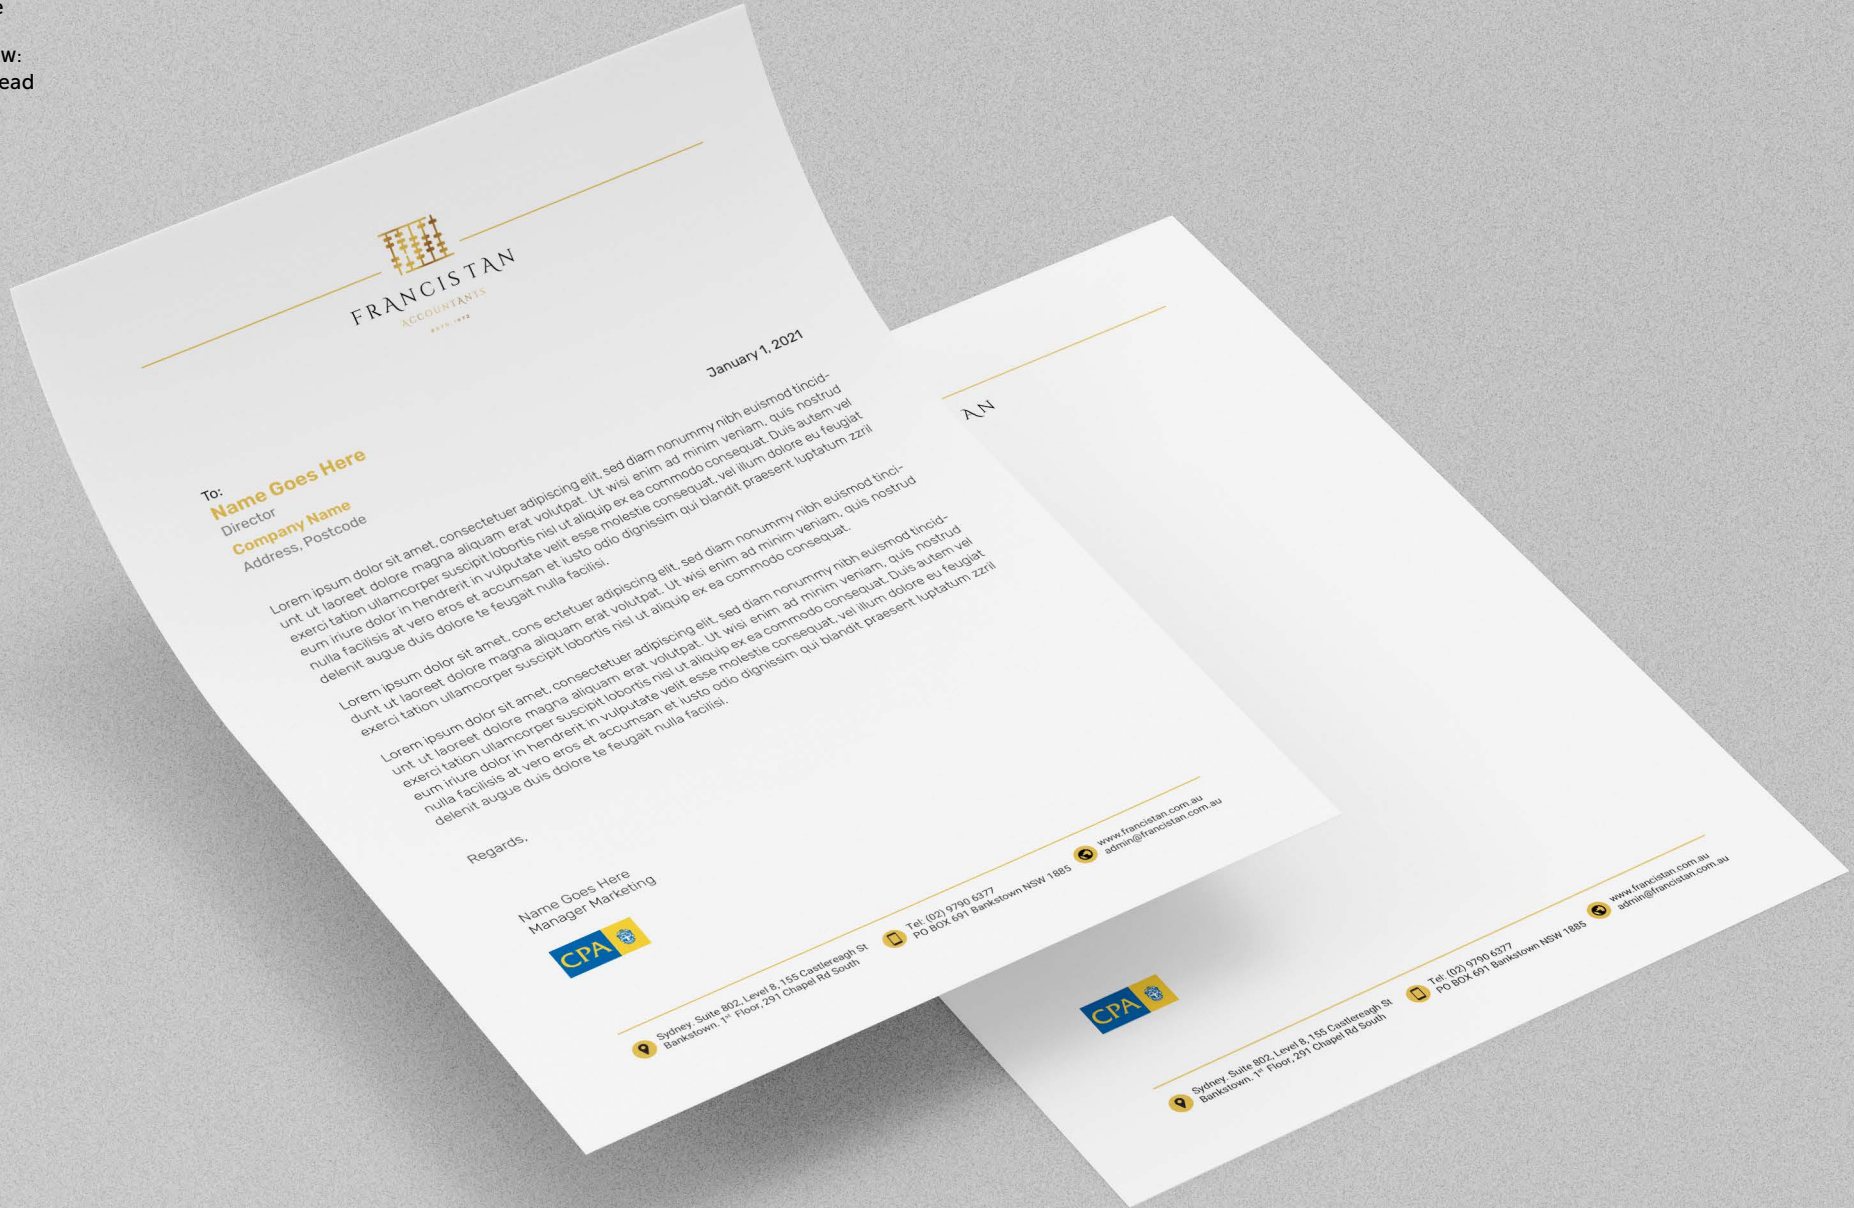 e
w:
ead
FRANCISTAN
ACCOUNTANTS
January 1, 2021
To:
Name Goes Here
Director
Company Name
Address, Postcode
Lorem ipsum dolor sit amet, consectetuer adipiscing elit, sed diam nonummy nibh euismod tincid-
unt ut laoreet dolore magna aliquam erat volutpat. Ut wisi enim ad minim veniam, quis nostrud
exerci tation ullamcorper suscipit lobortis nisl ut aliquip ex ea commodo consequat. Duis autem vel
eum iriure dolor in hendrerit in vulputate velit esse molestie consequat, vel illum dolore eu feugiat
nulla facilisis at vero eros et accumsan et iusto odio dignissim qui blandit praesent luptatum zzril
delenit augue duis dolore te feugait nulla facilisi.
Lorem ipsum dolor sit amet, cons ectetuer adipiscing elit, sed diam nonummy nibh euismod tinci-
dunt ut laoreet dolore magna aliquam erat volutpat. Ut wisi enim ad minim veniam, quis nostrud
exerci tation ullamcorper suscipit lobortis nisl ut aliquip ex ea commodo consequat.
Lorem ipsum dolor sit amet, consectetuer adipiscing elit, sed diam nonummy nibh euismod tincid-
unt ut laoreet dolore magna aliquam erat volutpat. Ut wisi enim ad minim veniam, quis nostrud
exerci tation ullamcorper suscipit lobortis nisl ut aliquip ex ea commodo consequat. Duis autem vel
eum iriure dolor in hendrerit in vulputate velit esse molestie consequat, vel illum dolore eu feugiat
nulla facilisis at vero eros et accumsan et iusto odio dignissim qui blandit praesent luptatum zzril
delenit augue duis dolore te feugait nulla facilisi.
Regards,
Name Goes Here
Manager Marketing
CPA
Sydney. Suite 802, Level 8, 155 Castlereagh St
Bankstown. 1st Floor, 291 Chapel Rd South
Tel: (02) 9790 6377
PO BOX 691 Bankstown NSW 1885
www.francistan.com.au
admin@francistan.com.au
AN
CPA
Sydney. Suite 802, Level 8, 155 Castlereagh St
Bankstown. 1st Floor, 291 Chapel Rd South
Tel: (02) 9790 6377
PO BOX 691 Bankstown NSW 1885
www.francistan.com.au
admin@francistan.com.au